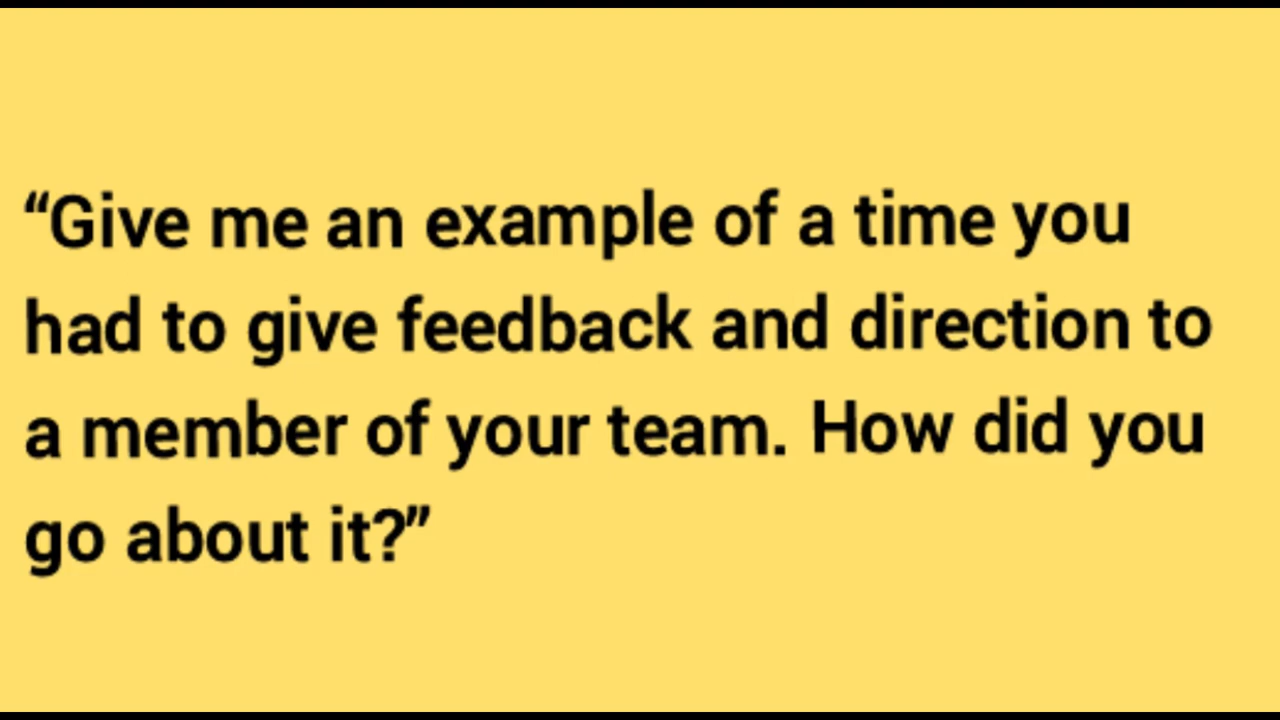 “Give me an example of a time you
had to give feedback and direction to
a member of your team. How did you
go about it?”